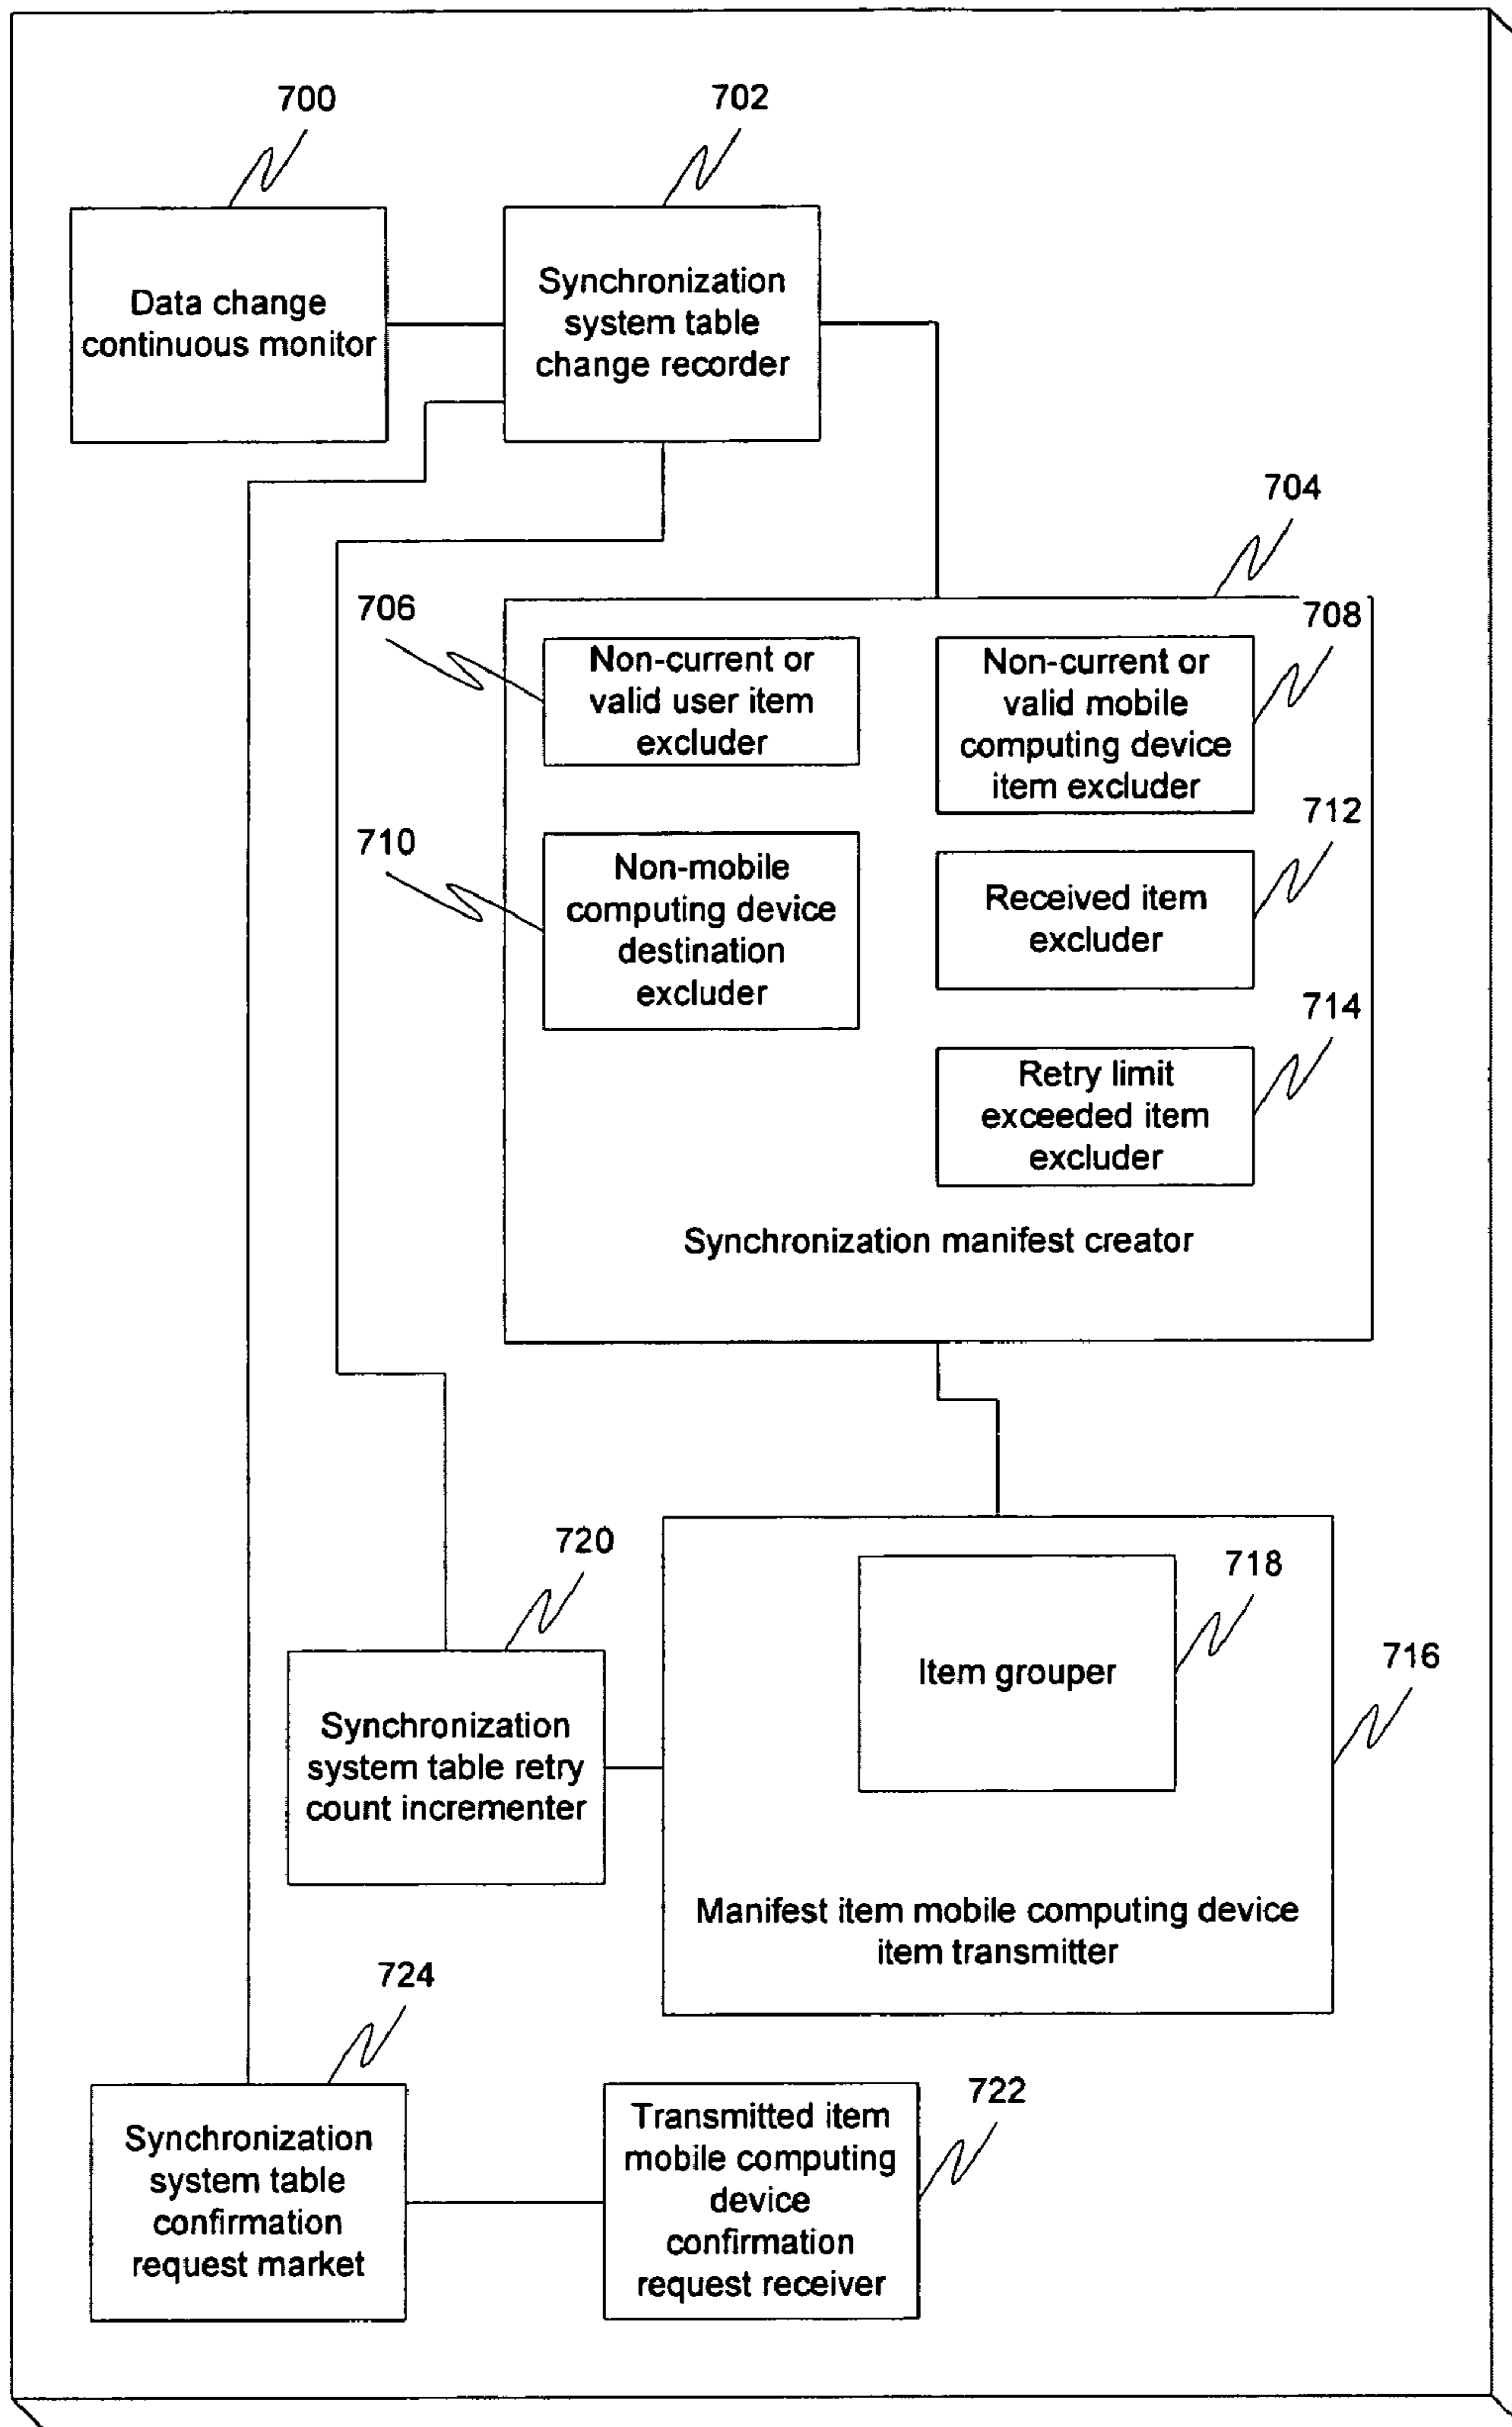 700
702
Data change
continuous monitor
Synchronization
system table
change recorder
704
706
708
Non-current or
valid user item
excluder
Non-current or
valid mobile
computing device
item excluder
710
712
Non-mobile
computing device
destination
excluder
Received item
excluder
714
Retry limit
exceeded item
excluder
Synchronization manifest creator
720
718
716
Item grouper
Synchronization
system table retry
count incrementer
Manifest item mobile computing device
item transmitter
724
722
Synchronization
system table
confirmation
request market
Transmitted item
mobile computing
device
confirmation
request receiver